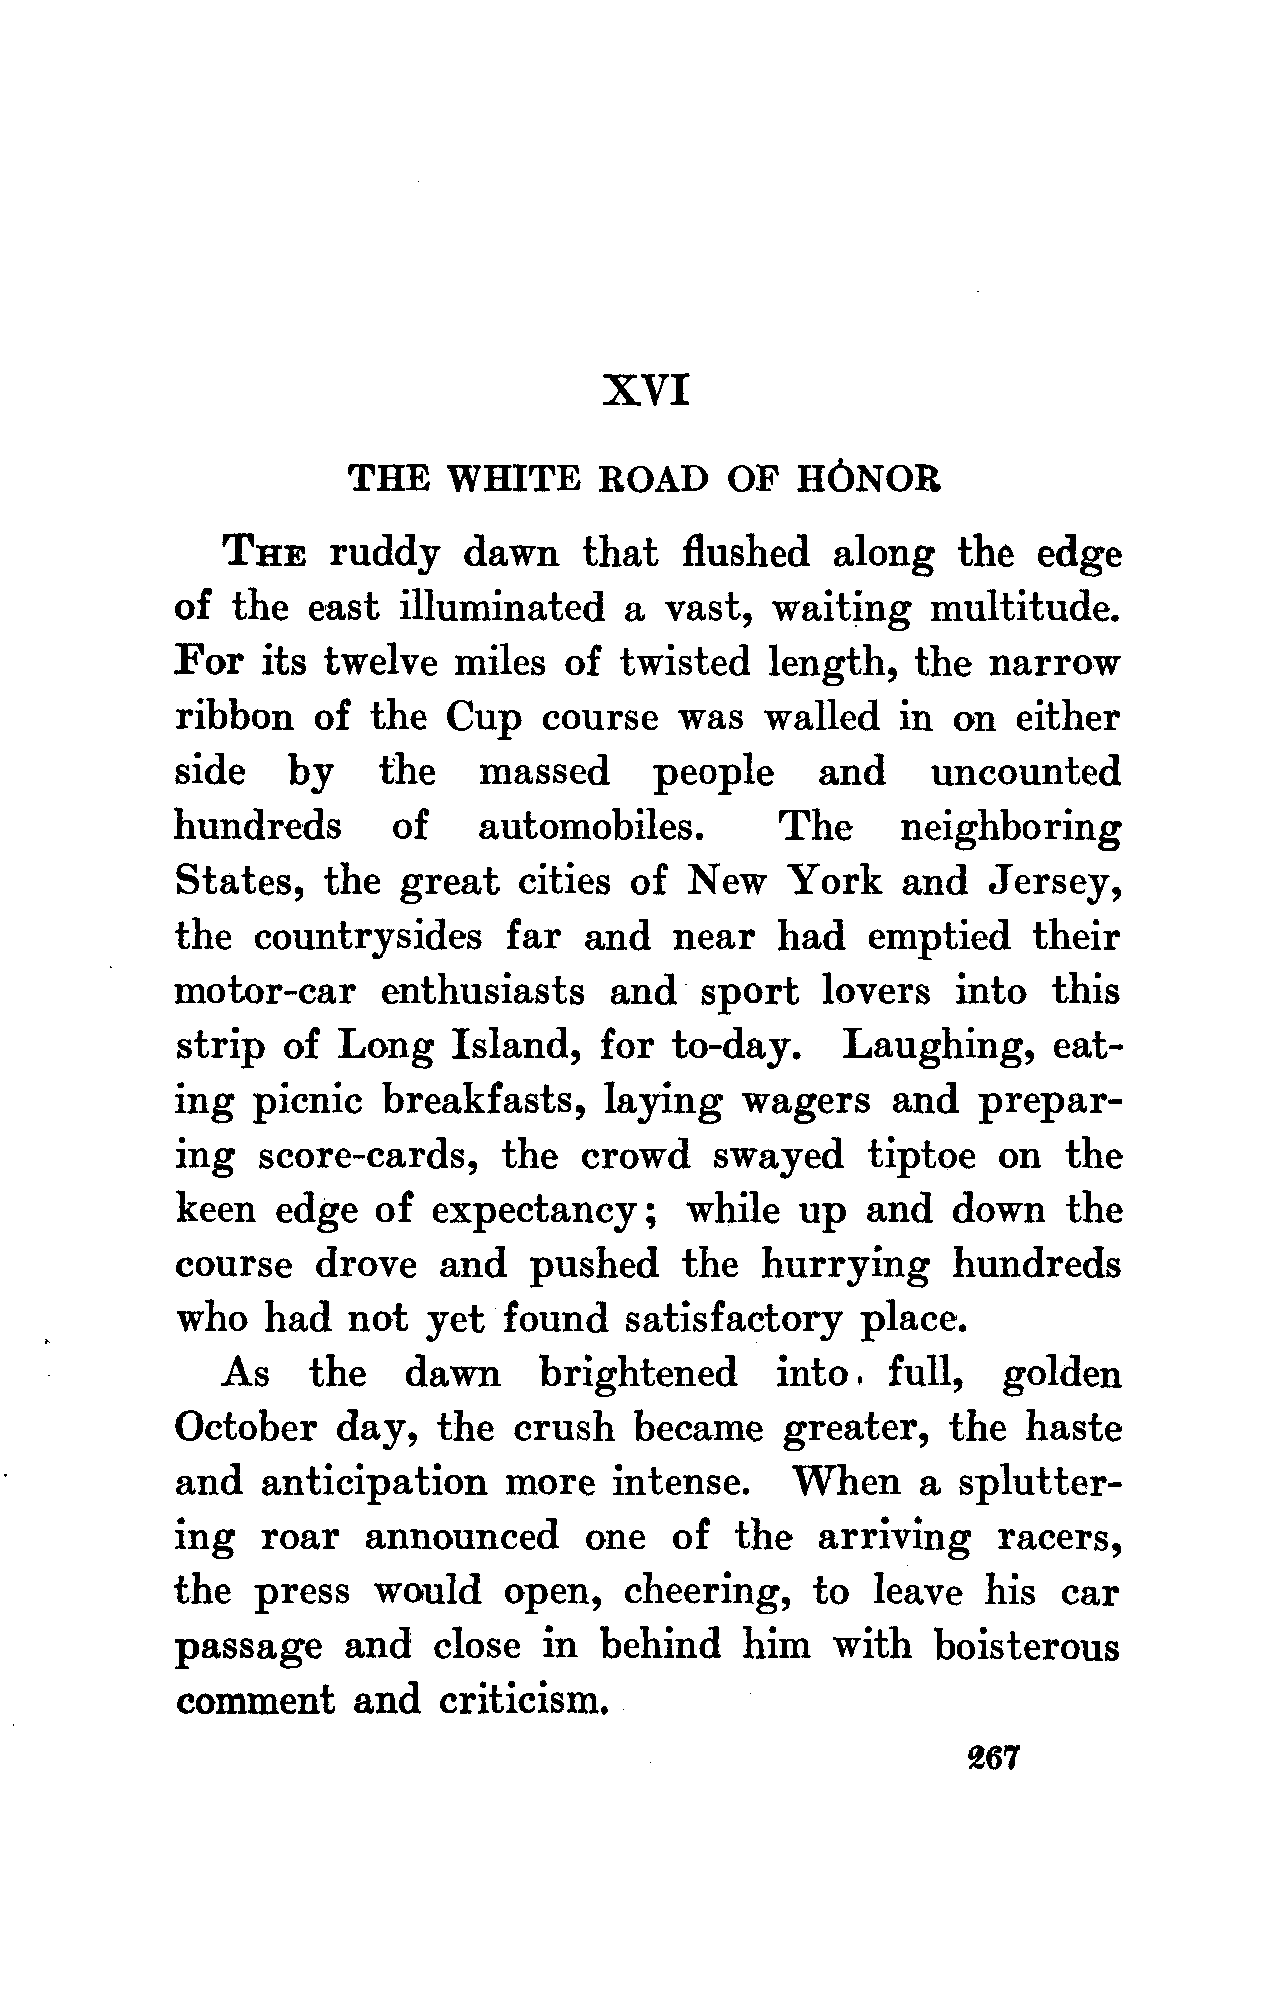 XVI
THE WHITE ROAD OF HONOR
THE ruddy dawn that flushed along the edge
of the east illuminated a vast, waiting multitude.
For its twelve miles of twisted length, the narrow
ribbon of the Cup course was walled in on either
side by the massed people and uncounted
hundreds of automobiles. The neighboring
States, the great cities of New York and Jersey,
the countrysides far and near had emptied their
motor-car enthusiasts and sport lovers into this
strip of Long Island, for to-day. Laughing, eat-
ing picnic breakfasts, laying wagers and prepar-
ing score-cards, the crowd swayed tiptoe on the
keen edge of expectancy; while up and down the
course drove and pushed the hurrying hundreds
who had not yet found satisfactory place.
As the dawn brightened into full, golden
October day, the crush became greater, the haste
and anticipation more intense. When a splutter-
ing roar announced one of the arriving racers,
the press would open, cheering, to leave his car
passage and close in behind him with boisterous
comment and criticism.
267